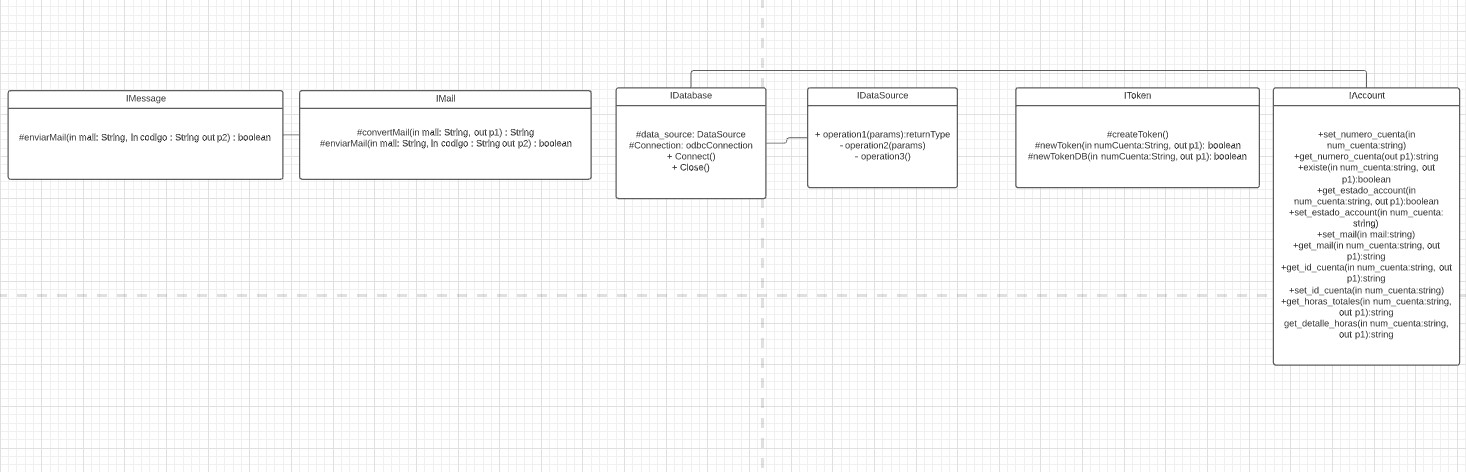 IMessage
#enviarMail(in mail: String, in codigo : String out p2) : boolean
IMail
#convertMail(in mail: String, out p1) : String
#enviarMail(in mail: String, in codigo : String out p2) : boolean
IDatabase
#data_source: DataSource
#Connection: odbcConnection
+ Connect()
+ Close()
IDataSource
+ operation1(params):returnType
- operation2(params)
- operation3()
IToken
#createToken()
#newToken(in numCuenta:String, out p1): boolean
#newTokenDB(in numCuenta:String, out p1): boolean
IAccount
+set_numero_cuenta(in
num_cuenta:string)
+get_numero_cuenta(out p1):string
+existe(in num_cuenta:string, out
p1):boolean
+get_estado_account(in
num_cuenta:string, out p1):boolean
+set_estado_account(in num_cuenta:
string)
+set_mail(in mail:string)
+get_mail(in num_cuenta:string, out
p1):string
+get_id_cuenta(in num_cuenta:string, out
p1):string
+set_id_cuenta(in num_cuenta:string)
+get_horas_totales(in num_cuenta:string,
out p1):string
get_detalle_horas(in num_cuenta:string,
out p1):string